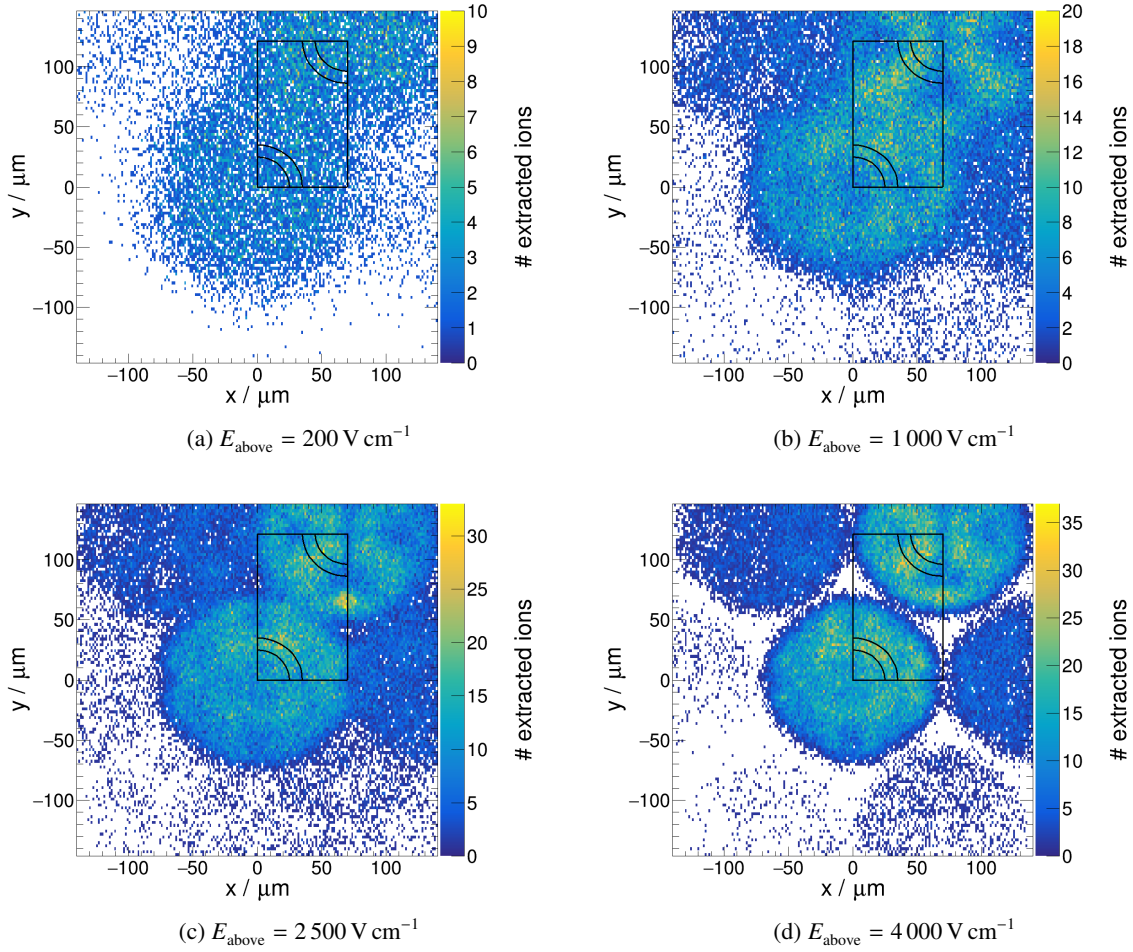 10
9
8
7
6
5
4
3
2
1
0
100
50
0
−50
−100
−100 −50 0 50 100
x / μm
y / μm
# extracted ions
(a) E_above = 200 V cm⁻¹
20
18
16
14
12
10
8
6
4
2
0
100
50
0
−50
−100
−100 −50 0 50 100
x / μm
y / μm
# extracted ions
(b) E_above = 1 000 V cm⁻¹
30
25
20
15
10
5
0
100
50
0
−50
−100
−100 −50 0 50 100
x / μm
y / μm
# extracted ions
(c) E_above = 2 500 V cm⁻¹
35
30
25
20
15
10
5
0
100
50
0
−50
−100
−100 −50 0 50 100
x / μm
y / μm
# extracted ions
(d) E_above = 4 000 V cm⁻¹